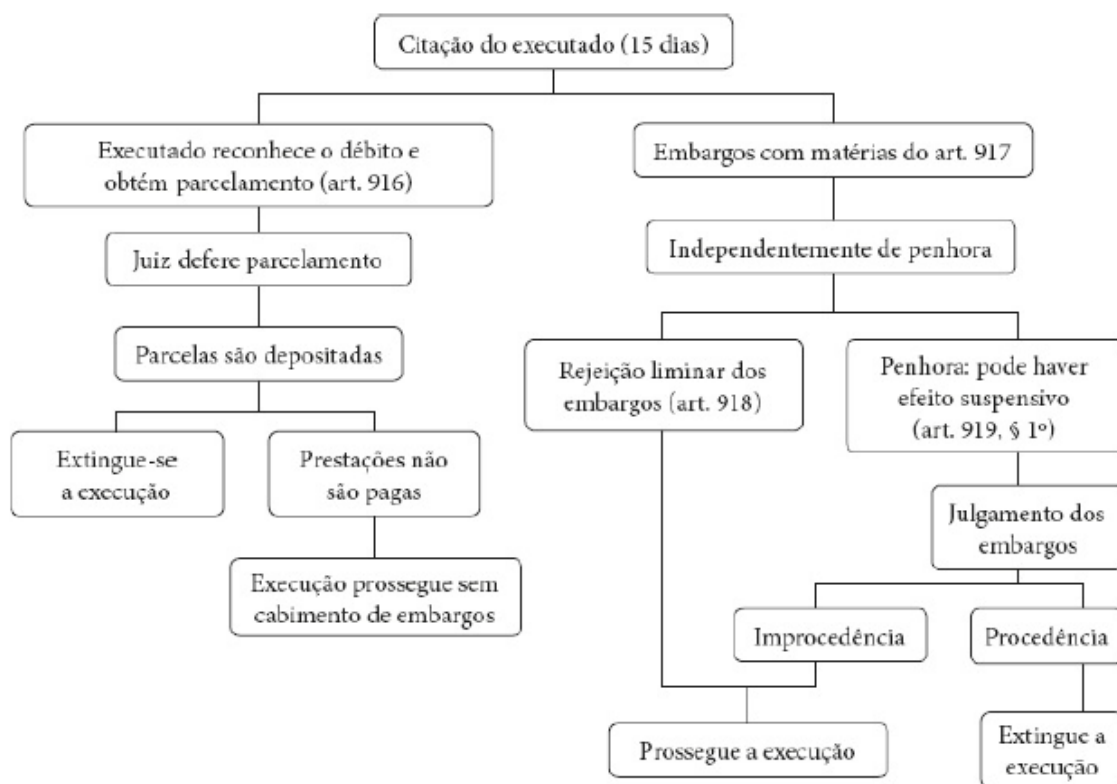 Citação do executado (15 dias)
Executado reconhece o débito e
obtém parcelamento (art. 916)
Embargos com matérias do art. 917
Juiz defere parcelamento
Independentemente de penhora
Parcelas são depositadas
Rejeição liminar dos
embargos (art. 918)
Penhora: pode haver
efeito suspensivo
(art. 919, § 1º)
Extingue-se
a execução
Prestações não
são pagas
Julgamento dos
embargos
Execução prossegue sem
cabimento de embargos
Improcedência
Procedência
Prossegue a execução
Extingue a
execução